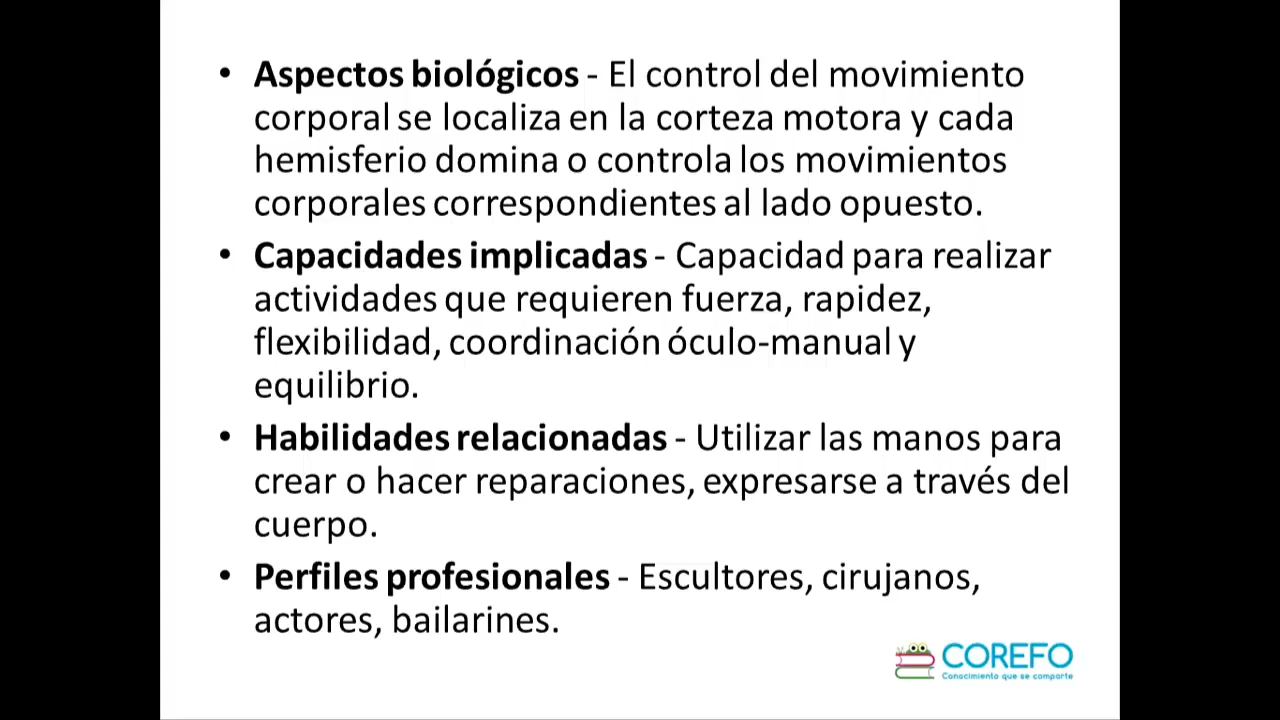 • Aspectos biológicos - El control del movimiento
corporal se localiza en la corteza motora y cada
hemisferio domina o controla los movimientos
corporales correspondientes al lado opuesto.
• Capacidades implicadas - Capacidad para realizar
actividades que requieren fuerza, rapidez,
flexibilidad, coordinación óculo-manual y
equilibrio.
• Habilidades relacionadas - Utilizar las manos para
crear o hacer reparaciones, expresarse a través del
cuerpo.
• Perfiles profesionales - Escultores, cirujanos,
actores, bailarines.
COREFO
Conocimiento que se comparte